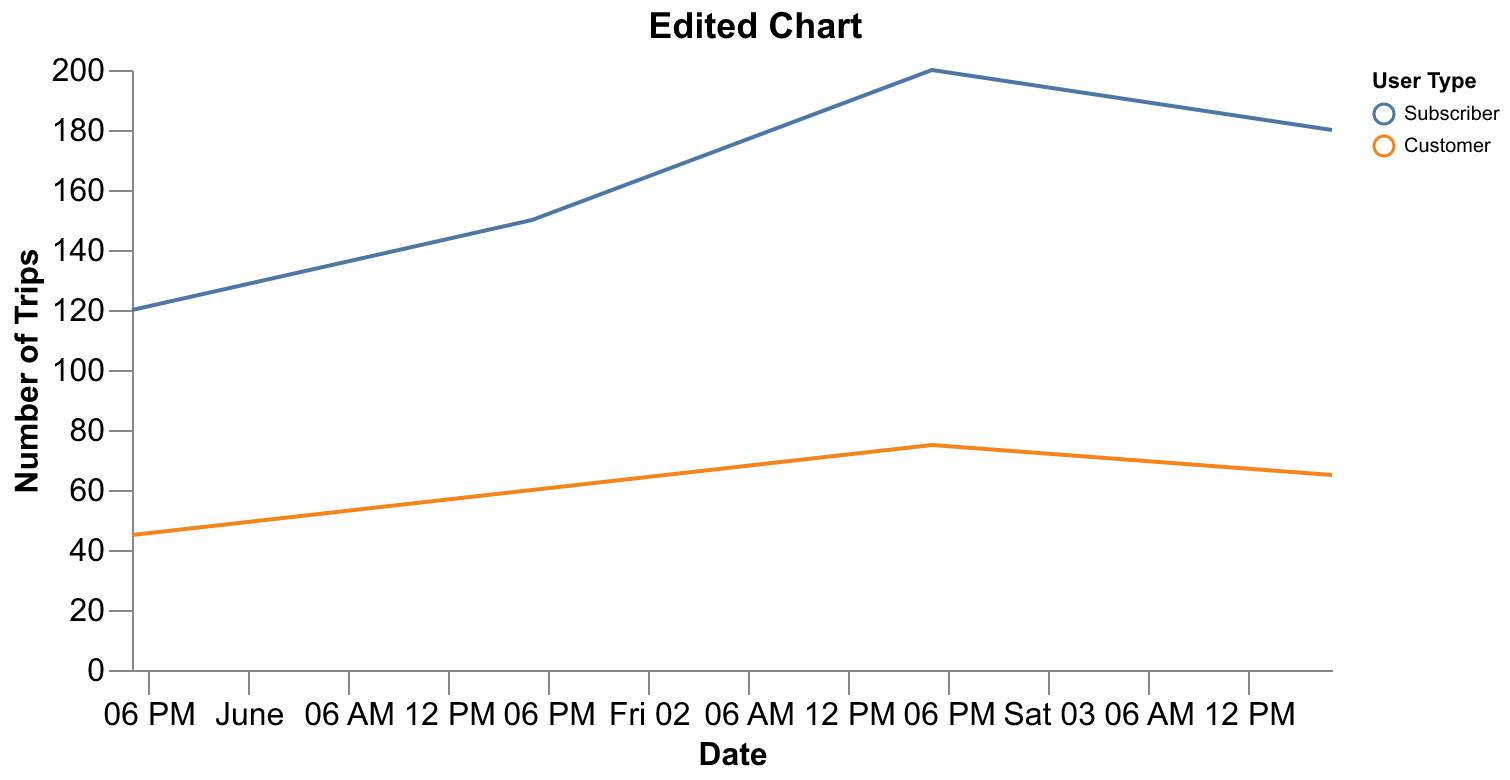 Edited Chart
User Type
Subscriber
Customer
Number of Trips
200
180
160
140
120
100
80
60
40
20
0
06 PM June 06 AM 12 PM 06 PM Fri 02 06 AM 12 PM 06 PM Sat 03 06 AM 12 PM
Date